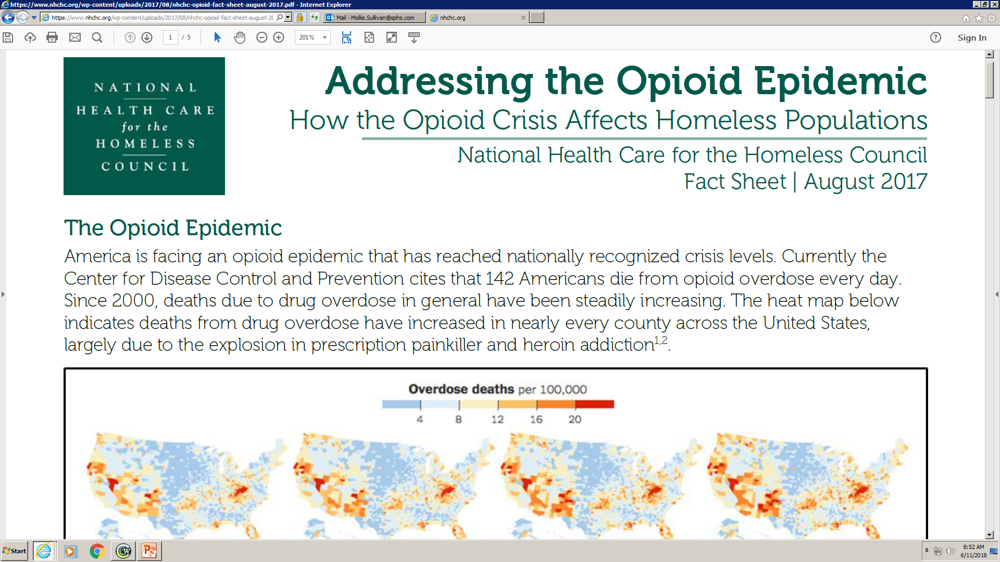 https://www.nhchc.org/wp-content/uploads/2017/08/nhchc-opioid-fact-sheet-august-2017.pdf - Internet Explorer
https://www.nhchc.org/wp-content/uploads/2017/08/nhchc-opioid-fact-sheet-august-2(
Mail - Mollie.Sullivan@sphs.com
nhchc.org
1 / 5
201%
Sign In
NATIONAL
HEALTH CARE
for the
HOMELESS
COUNCIL
Addressing the Opioid Epidemic
How the Opioid Crisis Affects Homeless Populations
National Health Care for the Homeless Council
Fact Sheet | August 2017
The Opioid Epidemic
America is facing an opioid epidemic that has reached nationally recognized crisis levels. Currently the
Center for Disease Control and Prevention cites that 142 Americans die from opioid overdose every day.
Since 2000, deaths due to drug overdose in general have been steadily increasing. The heat map below
indicates deaths from drug overdose have increased in nearly every county across the United States,
largely due to the explosion in prescription painkiller and heroin addiction1,2.
Overdose deaths per 100,000
4 8 12 16 20
Start
8:52 AM
6/11/2018